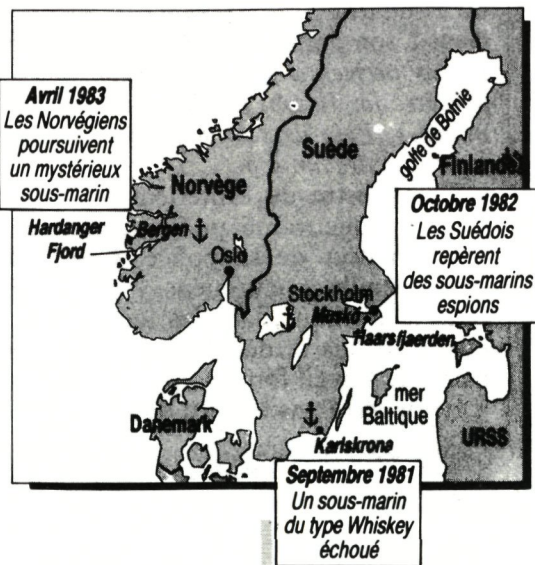 Avril 1983
Les Norvégiens
poursuivent
un mystérieux
sous-marin
Norvège
Suède
golfe de Botnie
Finlande
Hardanger
Fjord
Bergen
Oslo
Octobre 1982
Les Suédois
repèrent
des sous-marins
espions
Stockholm
Muskö
Haarsfjaerden
mer
Baltique
Danemark
URSS
Karlskrona
Septembre 1981
Un sous-marin
du type Whiskey
échoué